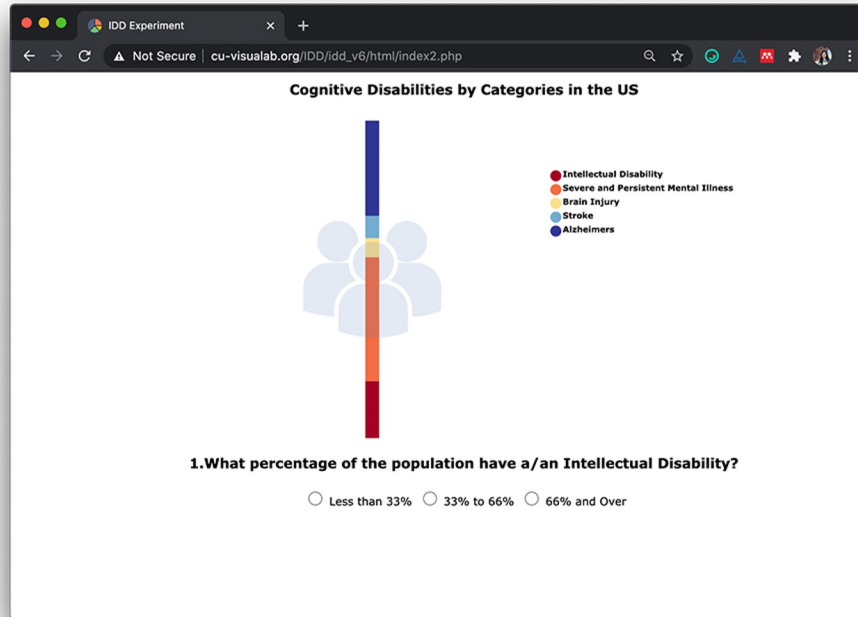 IDD Experiment
Not Secure | cu-visualab.org/IDD/idd_v6/html/index2.php
Cognitive Disabilities by Categories in the US
Intellectual Disability
Severe and Persistent Mental Illness
Brain Injury
Stroke
Alzheimers
1.What percentage of the population have a/an Intellectual Disability?
Less than 33% 33% to 66% 66% and Over